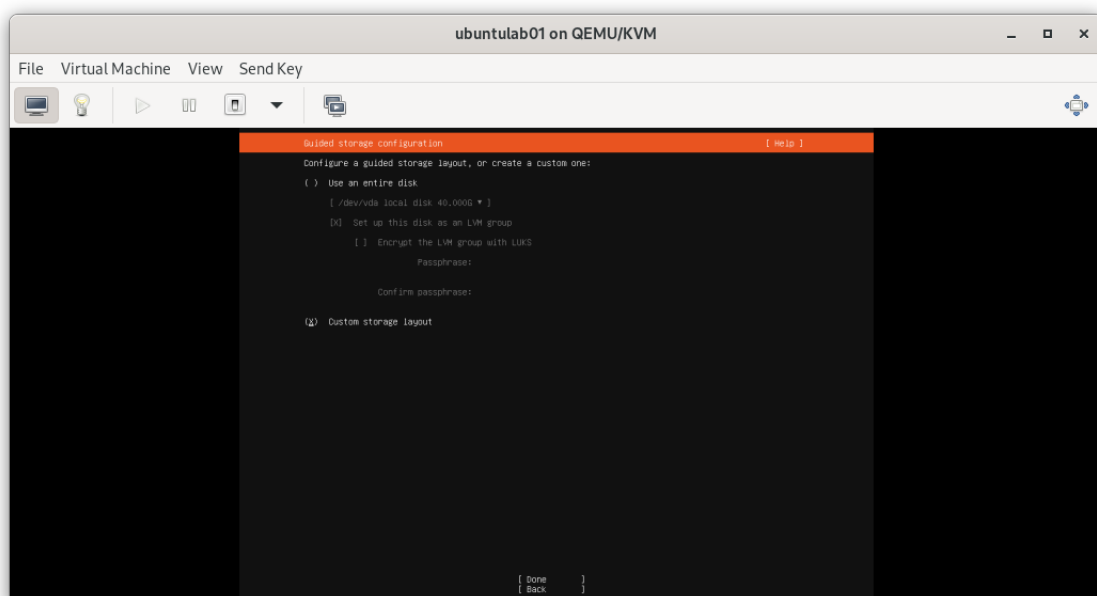 ubuntulab01 on QEMU/KVM
File Virtual Machine View Send Key
Guided storage configuration [ Help ]
Configure a guided storage layout, or create a custom one:
( ) Use an entire disk
[ /dev/vda local disk 40.000G ▾ ]
[X] Set up this disk as an LVM group
[ ] Encrypt the LVM group with LUKS
Passphrase:
Confirm passphrase:
(X) Custom storage layout
[ Done ]
[ Back ]